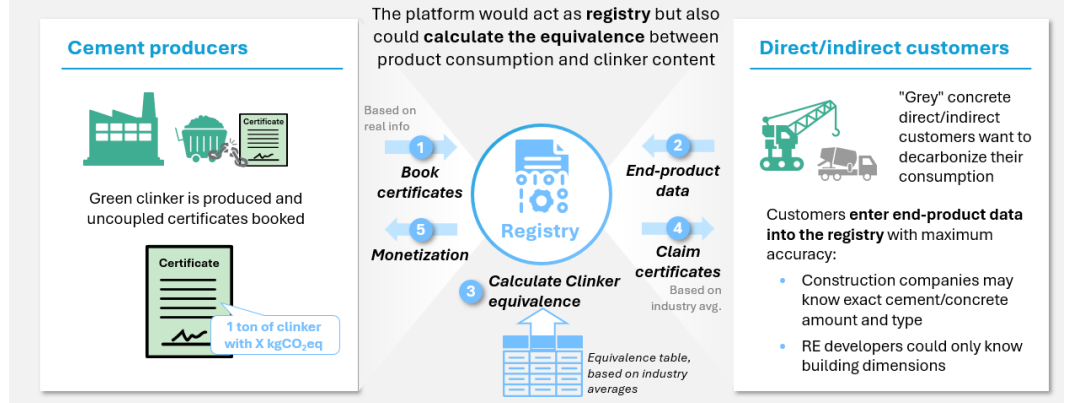 Cement producers
Certificate
Green clinker is produced and
uncoupled certificates booked
Certificate
1 ton of clinker
with X kgCO₂eq
The platform would act as registry but also
could calculate the equivalence between
product consumption and clinker content
Based on
real info
1
Book
certificates
2
End-product
data
Registry
5
Monetization
4
Claim
certificates
Based on
industry avg.
3
Calculate Clinker
equivalence
Equivalence table,
based on industry
averages
Direct/indirect customers
"Grey" concrete
direct/indirect
customers want to
decarbonize their
consumption
Customers enter end-product data
into the registry with maximum
accuracy:
• Construction companies may
know exact cement/concrete
amount and type
• RE developers could only know
building dimensions